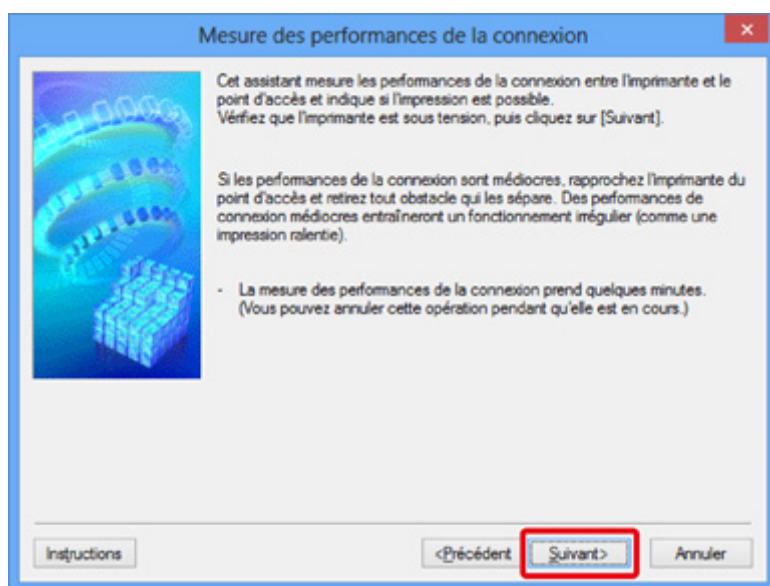 Mesure des performances de la connexion
Cet assistant mesure les performances de la connexion entre l'imprimante et le
point d'accès et indique si l'impression est possible.
Vérifiez que l'imprimante est sous tension, puis cliquez sur [Suivant].
Si les performances de la connexion sont médiocres, rapprochez l'imprimante du
point d'accès et retirez tout obstacle qui les sépare. Des performances de
connexion médiocres entraîneront un fonctionnement irrégulier (comme une
impression ralentie).
- La mesure des performances de la connexion prend quelques minutes.
(Vous pouvez annuler cette opération pendant qu'elle est en cours.)
Instructions
<Précédent
Suivant>
Annuler